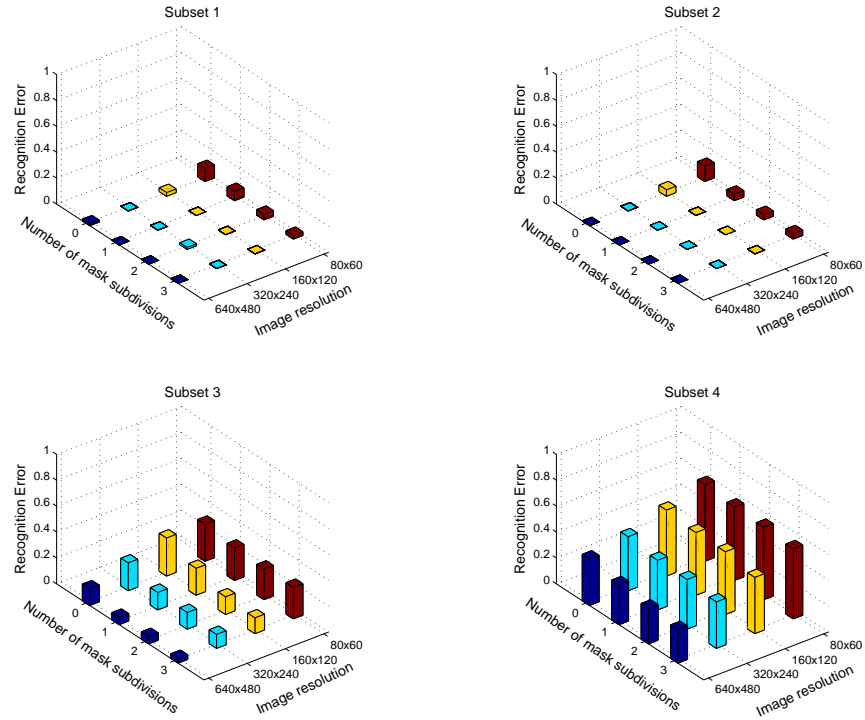 Subset 1
1
0.8
0.6
0.4
0.2
0
Recognition Error
0
1
2
3
Number of mask subdivisions
640x480
320x240
160x120
80x60
Image resolution
Subset 2
1
0.8
0.6
0.4
0.2
0
Recognition Error
0
1
2
3
Number of mask subdivisions
640x480
320x240
160x120
80x60
Image resolution
Subset 3
1
0.8
0.6
0.4
0.2
0
Recognition Error
0
1
2
3
Number of mask subdivisions
640x480
320x240
160x120
80x60
Image resolution
Subset 4
1
0.8
0.6
0.4
0.2
0
Recognition Error
0
1
2
3
Number of mask subdivisions
640x480
320x240
160x120
80x60
Image resolution